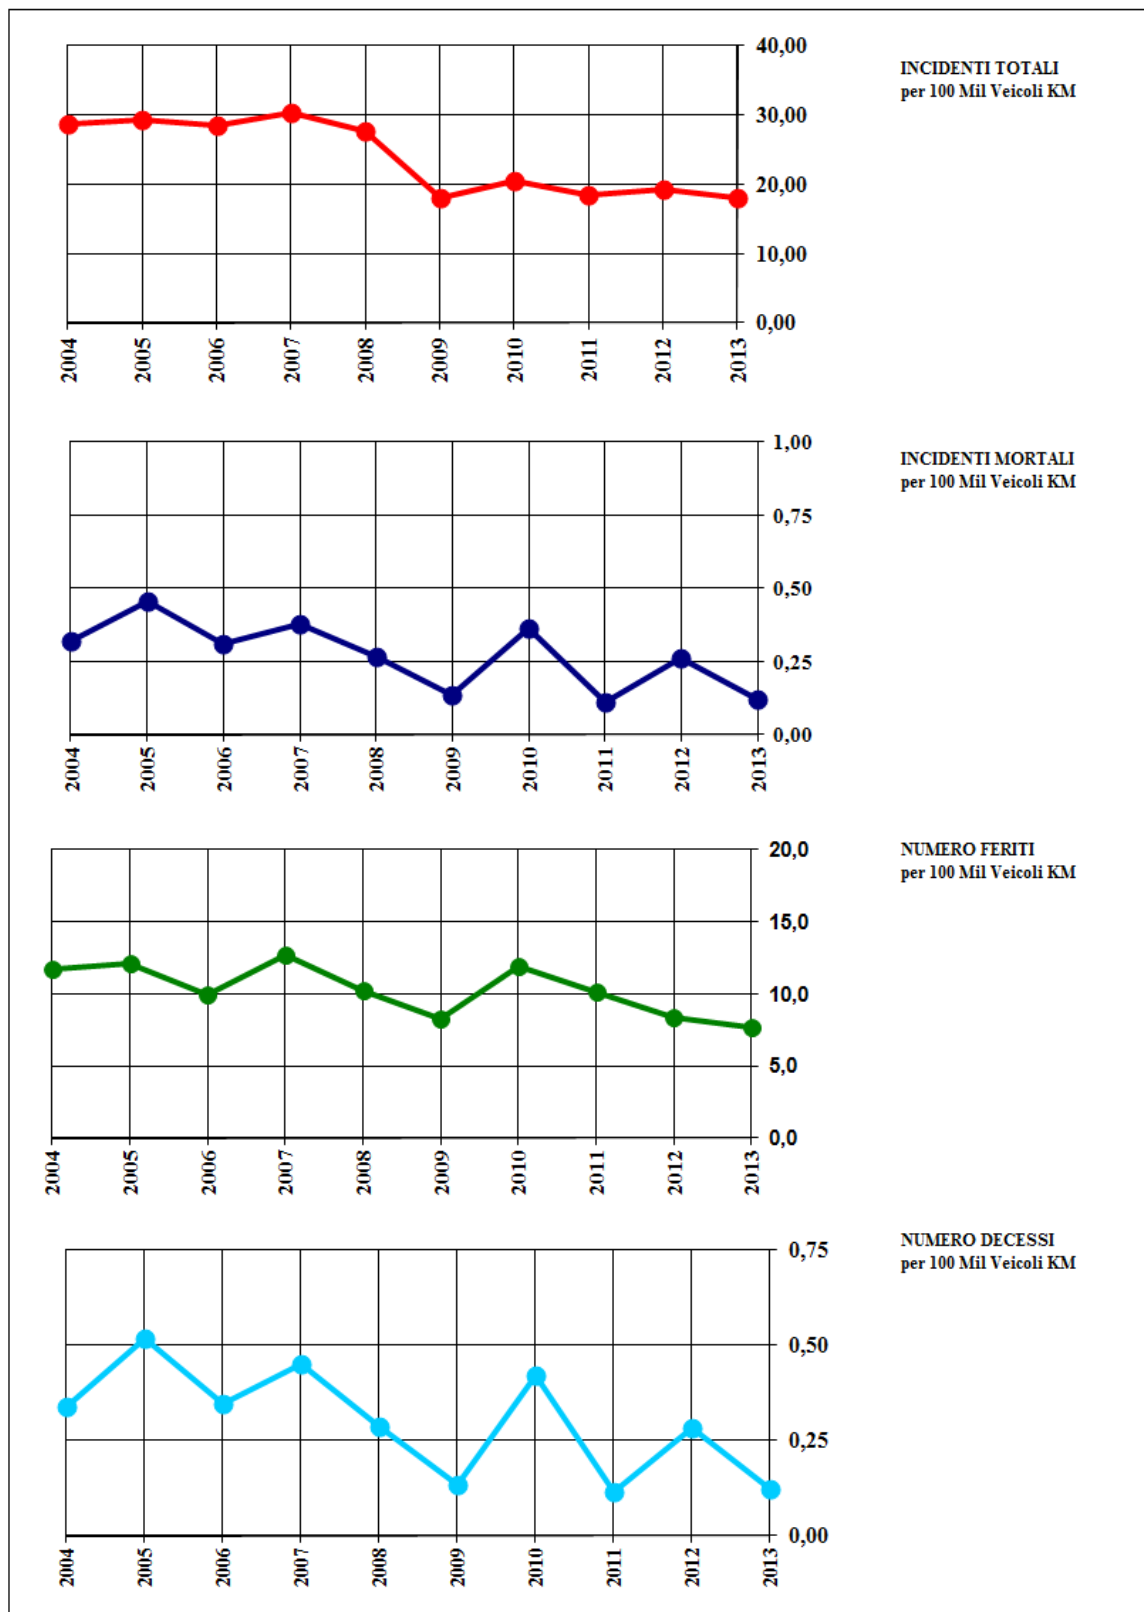 INCIDENTI TOTALI
per 100 Mil Veicoli KM
40,00
30,00
20,00
10,00
0,00
2004 2005 2006 2007 2008 2009 2010 2011 2012 2013
INCIDENTI MORTALI
per 100 Mil Veicoli KM
1,00
0,75
0,50
0,25
0,00
2004 2005 2006 2007 2008 2009 2010 2011 2012 2013
NUMERO FERITI
per 100 Mil Veicoli KM
20,0
15,0
10,0
5,0
0,0
2004 2005 2006 2007 2008 2009 2010 2011 2012 2013
NUMERO DECESSI
per 100 Mil Veicoli KM
0,75
0,50
0,25
0,00
2004 2005 2006 2007 2008 2009 2010 2011 2012 2013